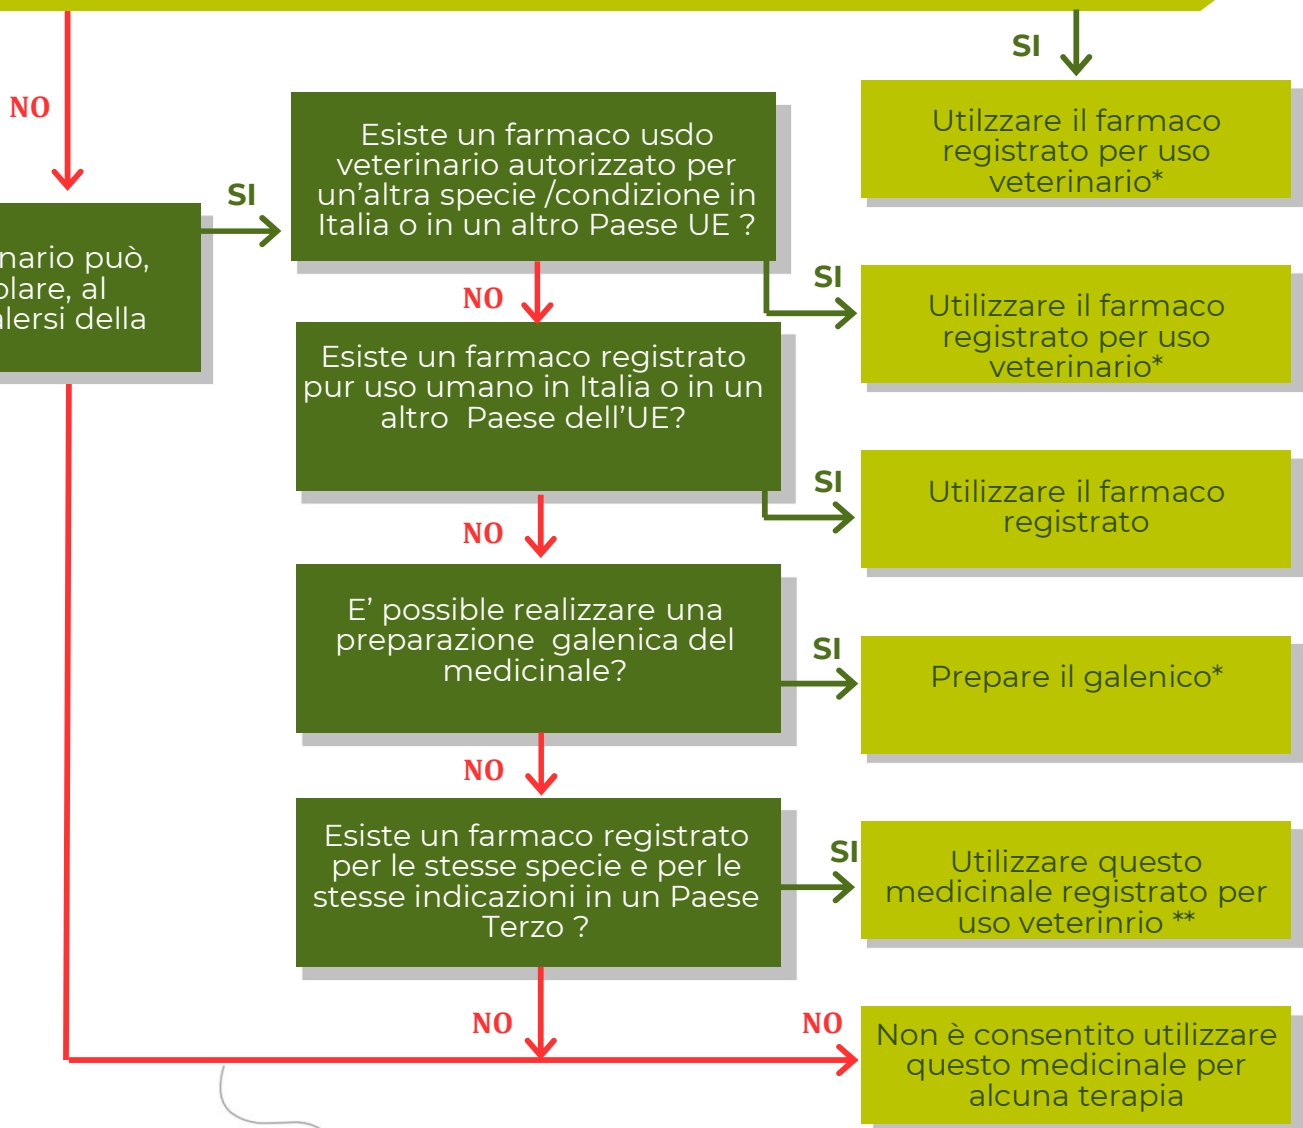 SI
NO
Utilzzare il farmaco
registrato per uso
veterinario*
Esiste un farmaco usdo
veterinario autorizzato per
un'altra specie /condizione in
Italia o in un altro Paese UE ?
SI
nario può,
olare, al
alersi della
NO
SI
Utilizzare il farmaco
registrato per uso
veterinario*
Esiste un farmaco registrato
pur uso umano in Italia o in un
altro Paese dell'UE?
SI
Utilizzare il farmaco
registrato
NO
E' possible realizzare una
preparazione galenica del
medicinale?
SI
Prepare il galenico*
NO
Esiste un farmaco registrato
per le stesse specie e per le
stesse indicazioni in un Paese
Terzo ?
SI
Utilizzare questo
medicinale registrato per
uso veterinrio **
NO
NO
Non è consentito utilizzare
questo medicinale per
alcuna terapia